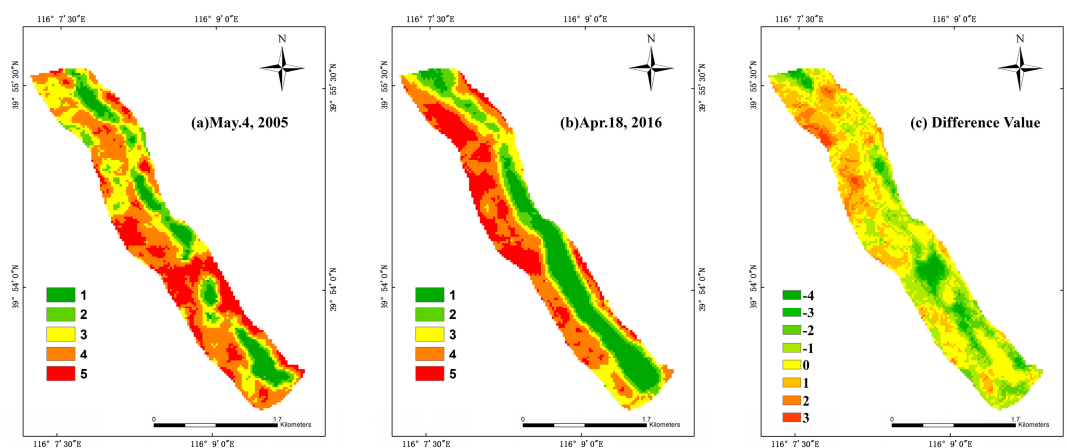 116° 7′ 30″E
116° 9′ 0″E
39° 55′ 30″N
39° 55′ 30″N
N
(a)May.4, 2005
39° 54′ 0″N
39° 54′ 0″N
1
2
3
4
5
0
1.7
Kilometers
116° 7′ 30″E
116° 9′ 0″E
116° 7′ 30″E
116° 9′ 0″E
39° 55′ 30″N
39° 55′ 30″N
N
(b)Apr.18, 2016
39° 54′ 0″N
39° 54′ 0″N
1
2
3
4
5
0
1.7
Kilometers
116° 7′ 30″E
116° 9′ 0″E
116° 7′ 30″E
116° 9′ 0″E
39° 55′ 30″N
39° 55′ 30″N
N
(c) Difference Value
39° 54′ 0″N
39° 54′ 0″N
-4
-3
-2
-1
0
1
2
3
0
1.7
Kilometers
116° 7′ 30″E
116° 9′ 0″E